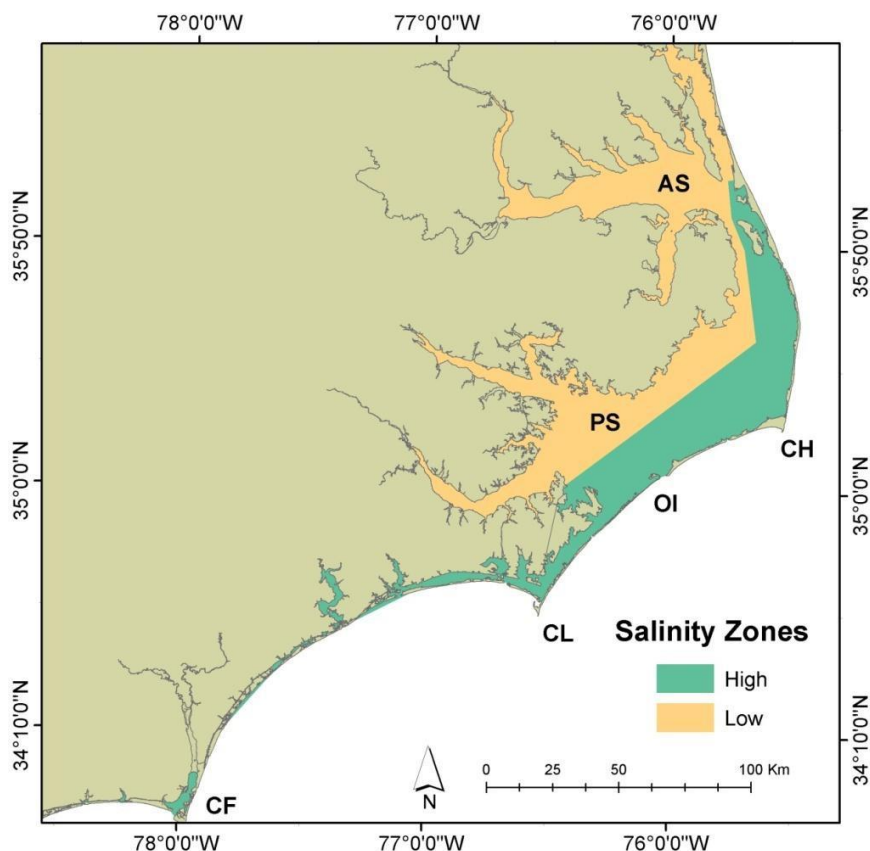 78°0'0"W 77°0'0"W 76°0'0"W
AS
35°50'0"N 35°50'0"N
PS
CH
35°0'0"N 35°0'0"N
OI
CL
Salinity Zones
High
Low
34°10'0"N 34°10'0"N
0 25 50 100 Km
N
CF
78°0'0"W 77°0'0"W 76°0'0"W